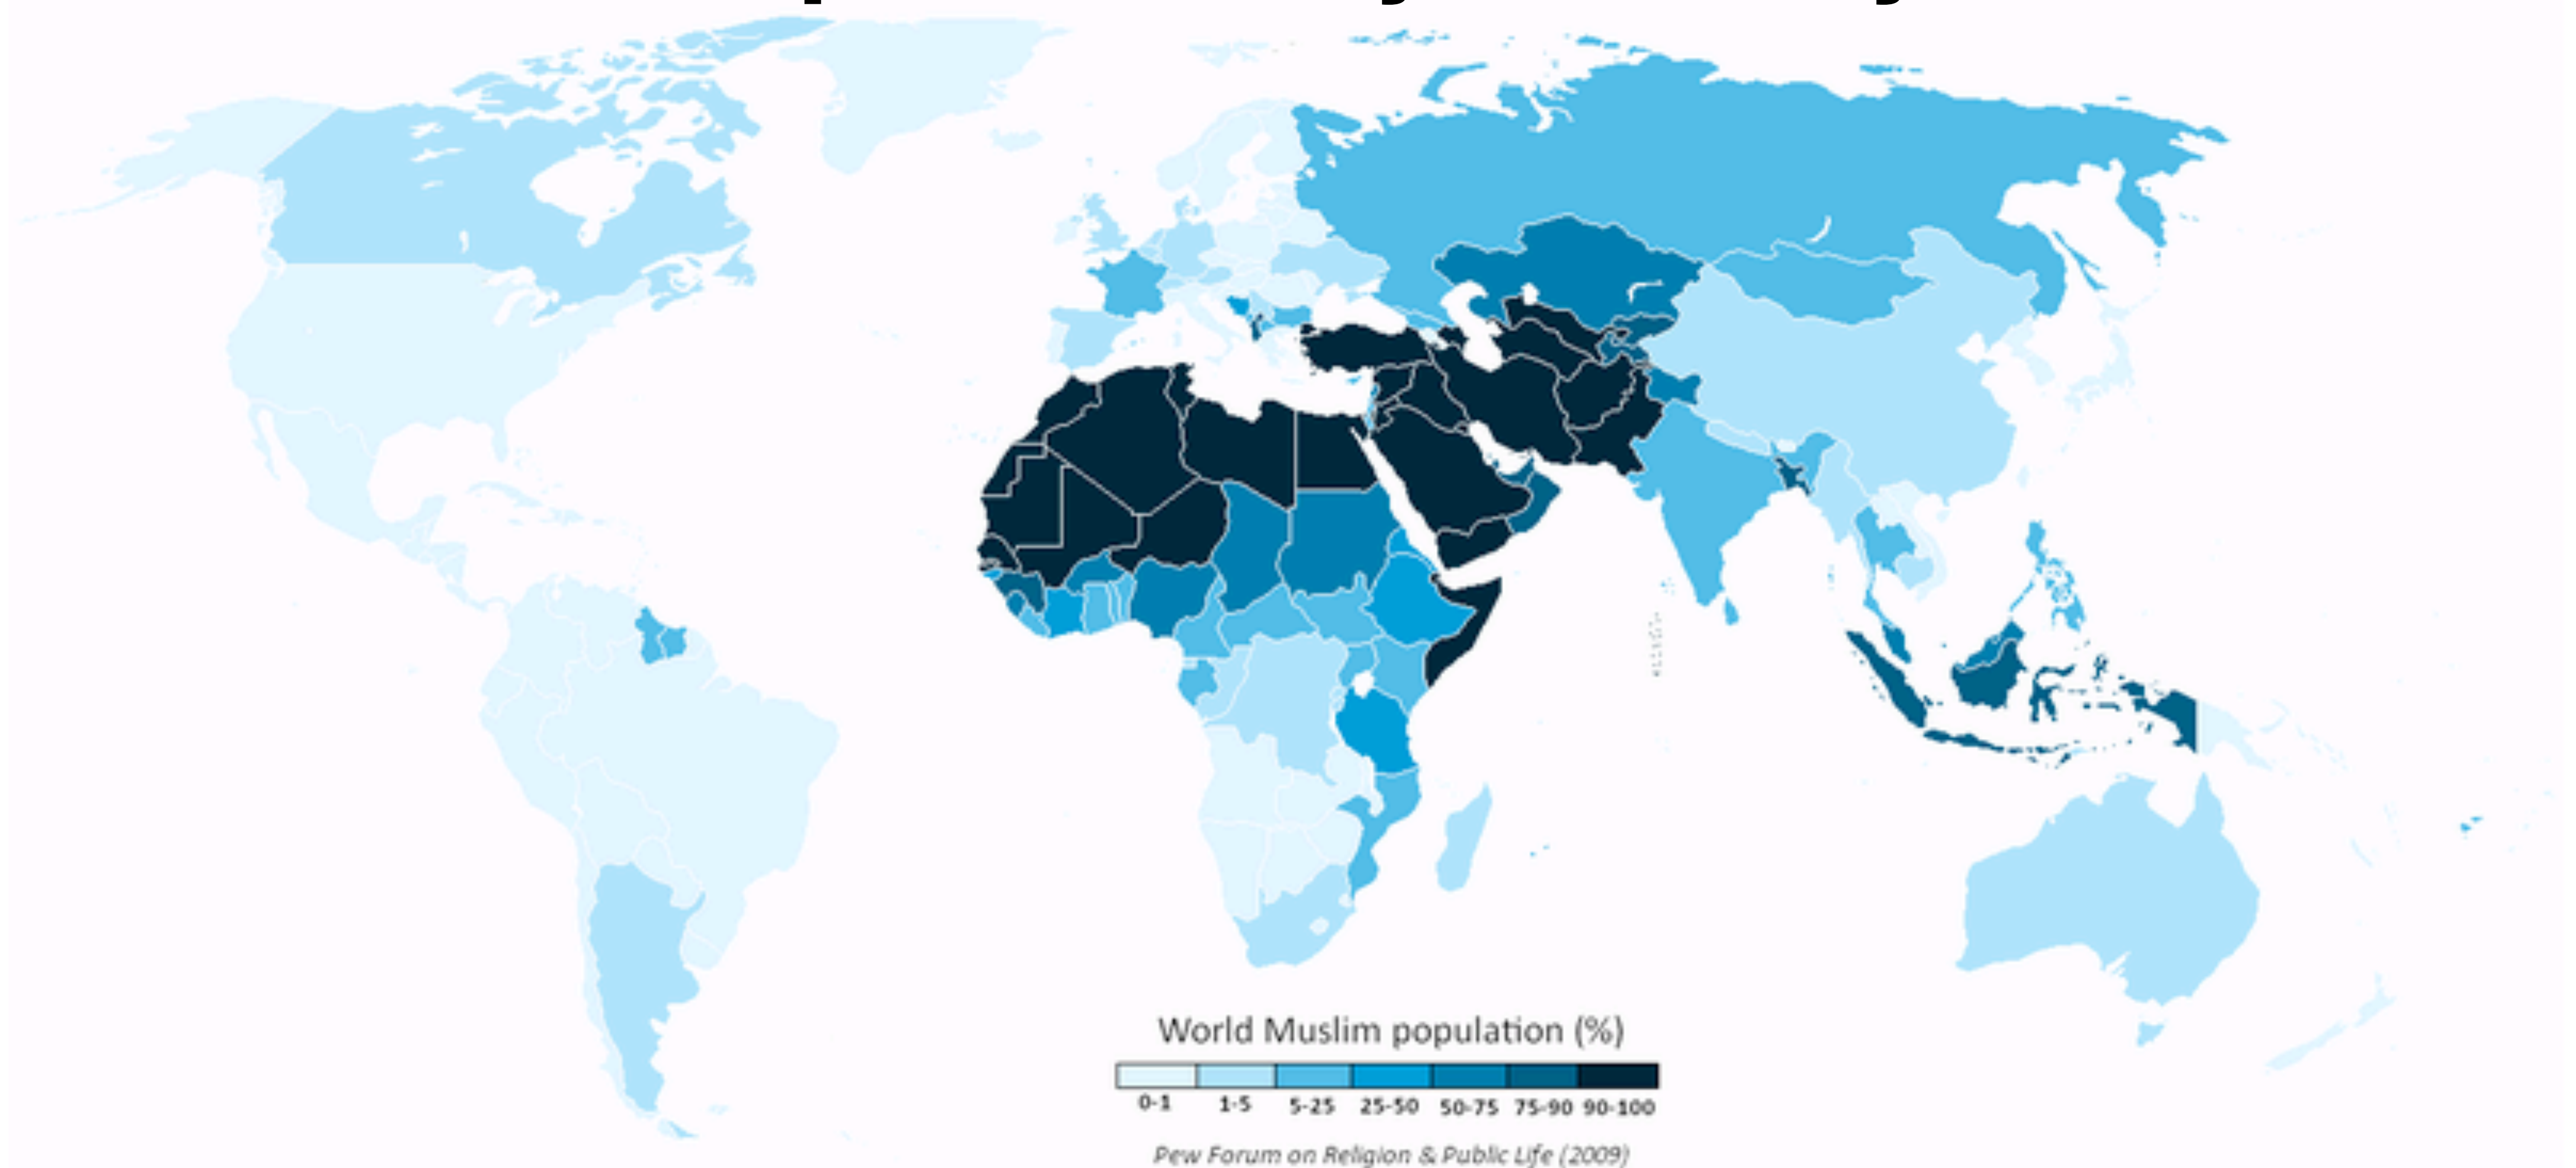 World Muslim population (%)
0-1 1-5 5-25 25-50 50-75 75-90 90-100
Pew Forum on Religion & Public Life (2009)